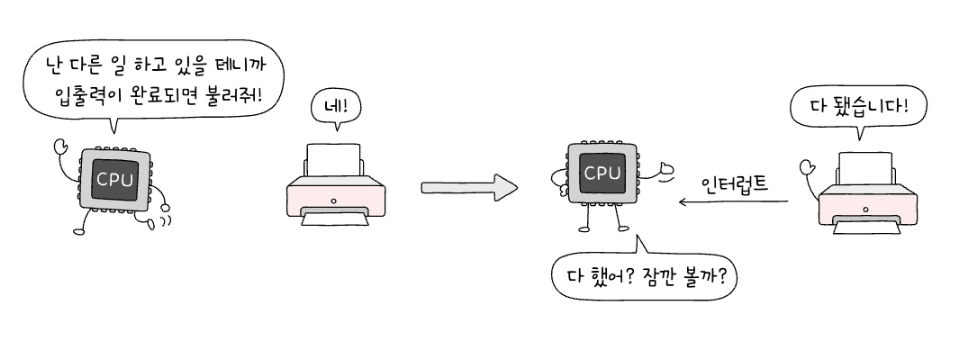 난 다른 일 하고 있을 테니까
입출력이 완료되면 불러줘!
네!
CPU
CPU
다 했어? 잠깐 볼까?
인터럽트
다 됐습니다!